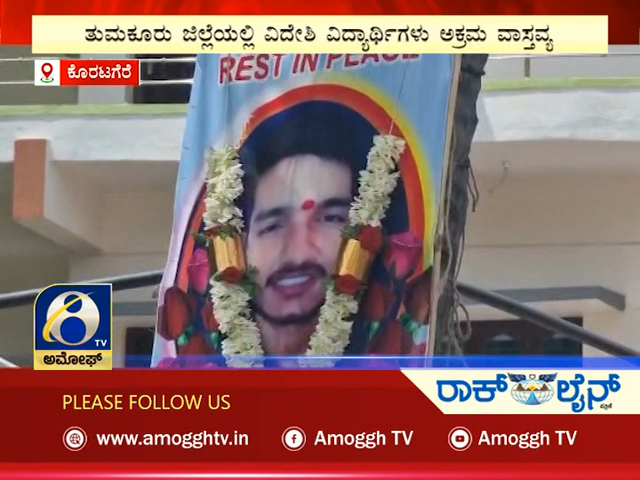 ತುಮಕೂರು ಜಿಲ್ಲೆಯಲ್ಲಿ ವಿದೇಶಿ ವಿದ್ಯಾರ್ಥಿಗಳು ಅಕ್ರಮ ವಾಸ್ತವ್ಯ
ಕೊರಟಗೆರೆ
REST IN PEACE
TV
ಅಮೋಘ್
ರಾಕ್ ಲೈನ್
PLEASE FOLLOW US
www.amogghtv.in
Amoggh TV
Amoggh TV